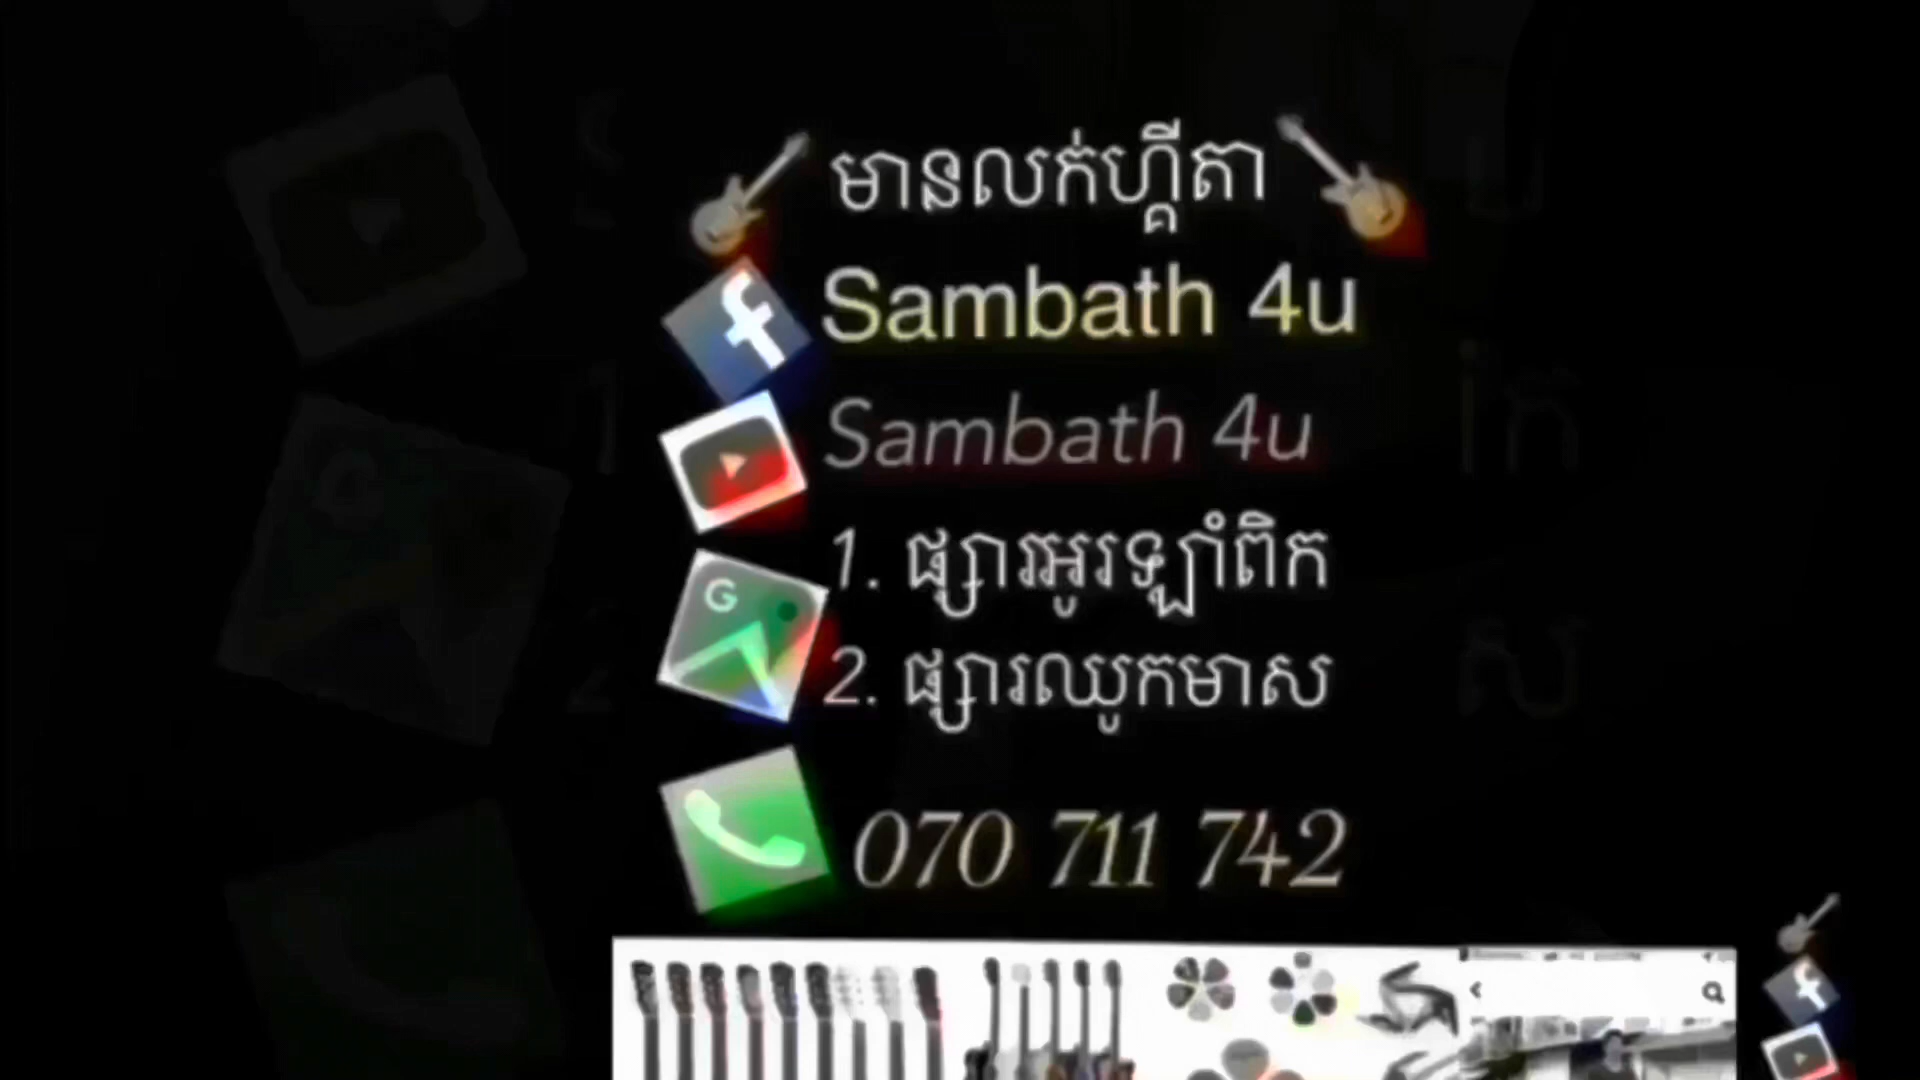 មានលក់ហ្គីតា
Sambath 4u
Sambath 4u
1. ផ្សារអូរឡាំពិក
2. ផ្សារឈូកមាស
070 711 742